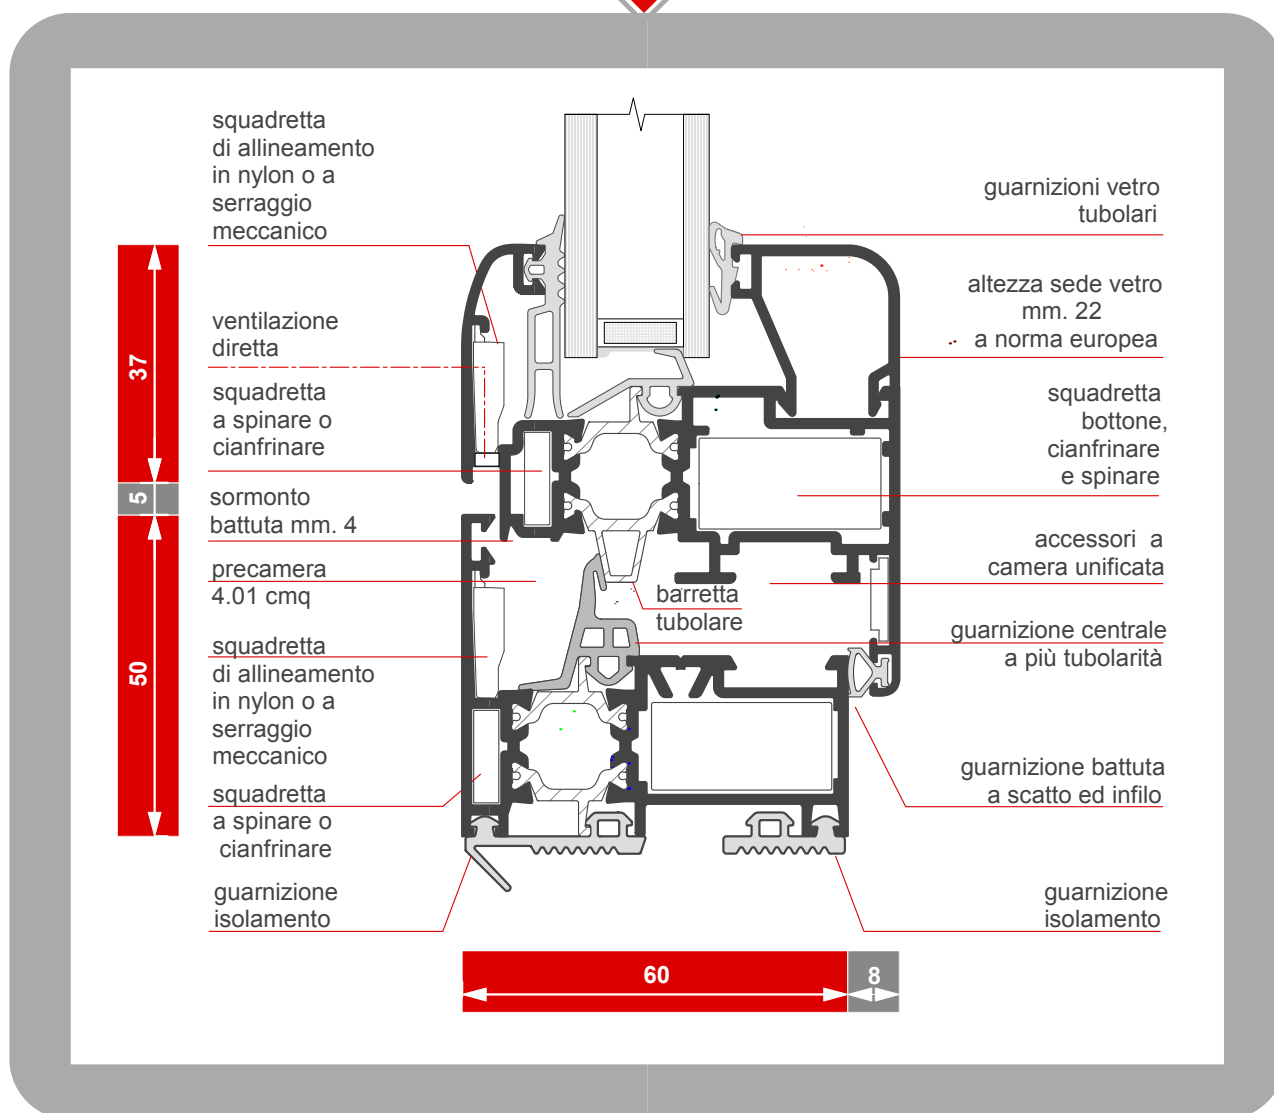 squadretta
di allineamento
in nylon o a
serraggio
meccanico
ventilazione
diretta
squadretta
a spinare o
cianfrinare
sormonto
battuta mm. 4
precamera
4.01 cmq
squadretta
di allineamento
in nylon o a
serraggio
meccanico
squadretta
a spinare o
cianfrinare
guarnizione
isolamento
37
5
50
barretta
tubolare
guarnizioni vetro
tubolari
altezza sede vetro
mm. 22
a norma europea
squadretta
bottone,
cianfrinare
e spinare
accessori a
camera unificata
guarnizione centrale
a più tubolarità
guarnizione battuta
a scatto ed infilo
guarnizione
isolamento
60
8